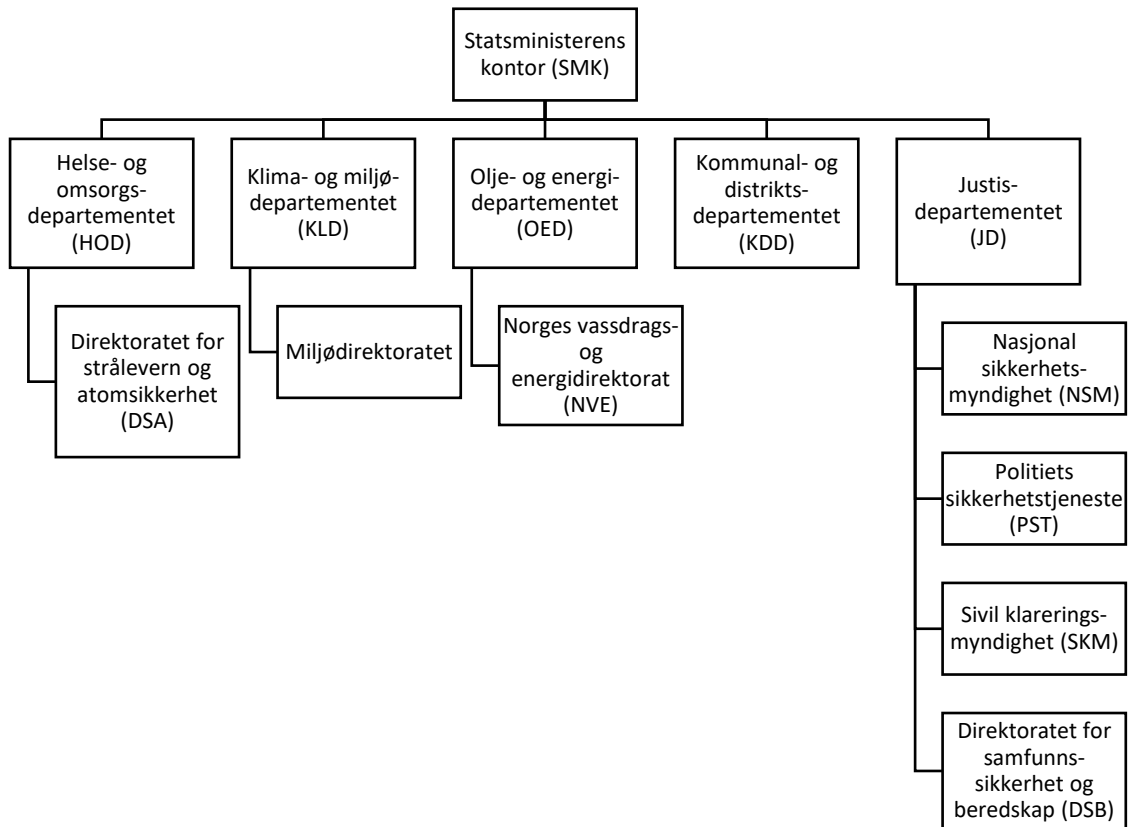 Statsministerens
kontor (SMK)
Helse- og
omsorgs-
departementet
(HOD)
Klima- og miljø-
departementet
(KLD)
Olje- og energi-
departementet
(OED)
Kommunal- og
distrikts-
departementet
(KDD)
Justis-
departementet
(JD)
Direktoratet for
strålevern og
atomsikkerhet
(DSA)
Miljødirektoratet
Norges vassdrags-
og
energidirektorat
(NVE)
Nasjonal
sikkerhets-
myndighet (NSM)
Politiets
sikkerhetstjeneste
(PST)
Sivil klarerings-
myndighet (SKM)
Direktoratet for
samfunns-
sikkerhet og
beredskap (DSB)